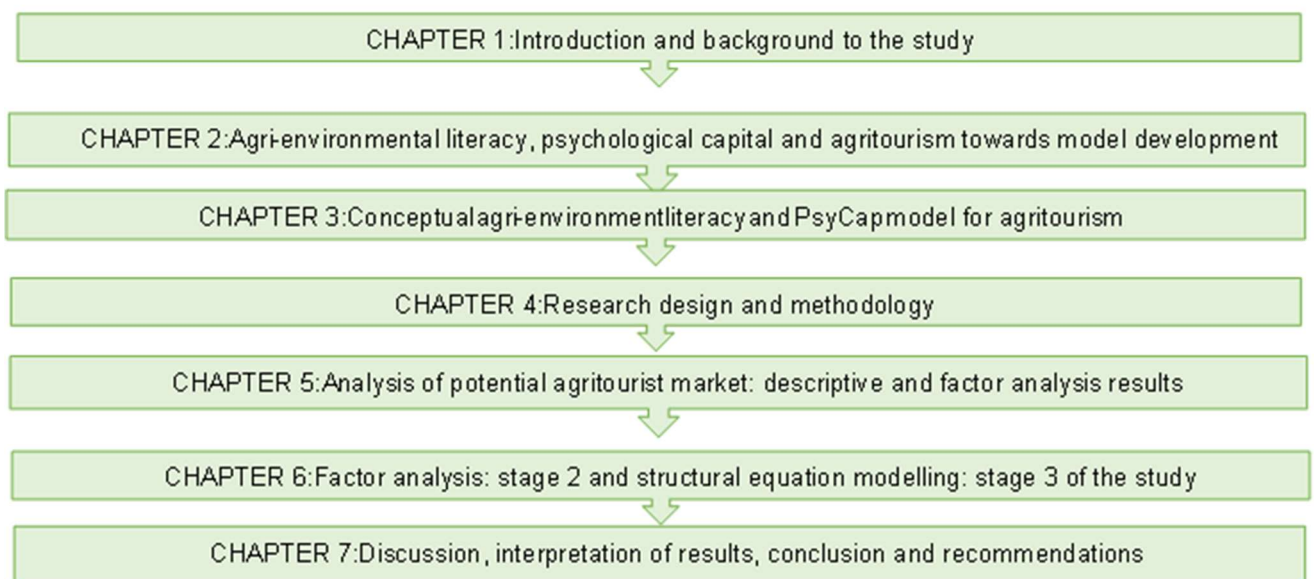 CHAPTER 1:Introduction and background to the study
CHAPTER 2:Agri-environmental literacy, psychological capital and agritourism towards model development
CHAPTER 3:Conceptualagri-environmentliteracy and PsyCapmodel for agritourism
CHAPTER 4:Research design and methodology
CHAPTER 5:Analysis of potential agritourist market: descriptive and factor analysis results
CHAPTER 6:Factor analysis: stage 2 and structural equation modelling: stage 3 of the study
CHAPTER 7:Discussion, interpretation of results, conclusion and recommendations